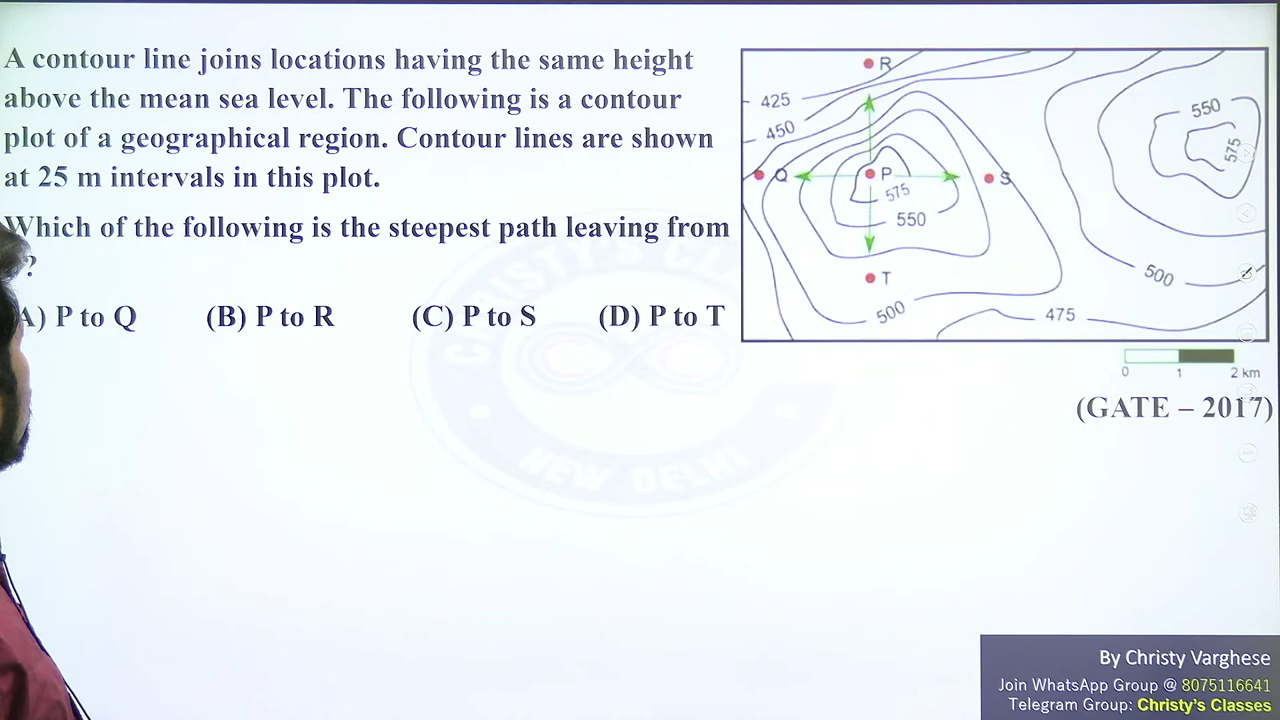 A contour line joins locations having the same height
above the mean sea level. The following is a contour
plot of a geographical region. Contour lines are shown
at 25 m intervals in this plot.
Which of the following is the steepest path leaving from
?
A) P to Q (B) P to R (C) P to S (D) P to T
R
425
450
550
575
Q
P
S
575
550
T
500
500
475
0 1 2 km
(GATE – 2017)
CHRISTY'S
NEW DELHI
By Christy Varghese
Join WhatsApp Group @ 8075116641
Telegram Group: Christy's Classes